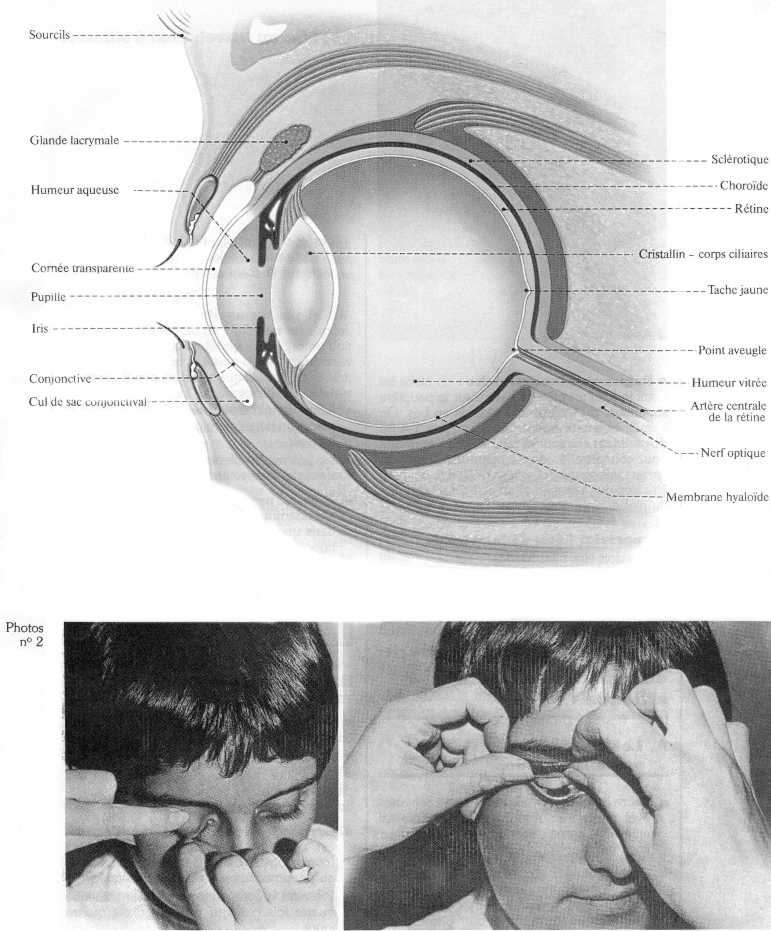 Sourcils
Glande lacrymale
Humeur aqueuse
Cornée transparente
Pupille
Iris
Conjonctive
Cul de sac conjonctival
Sclérotique
Choroïde
Rétine
Cristallin – corps ciliaires
Tache jaune
Point aveugle
Humeur vitrée
Artère centrale
de la rétine
Nerf optique
Membrane hyaloïde
Photos
nº 2